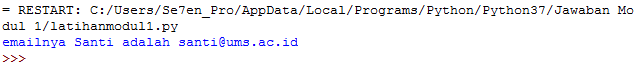 = RESTART: C:/Users/Se7en_Pro/AppData/Local/Programs/Python/Python37/Jawaban Mo
dul 1/latihanmodul1.py
emailnya Santi adalah santi@ums.ac.id
>>>